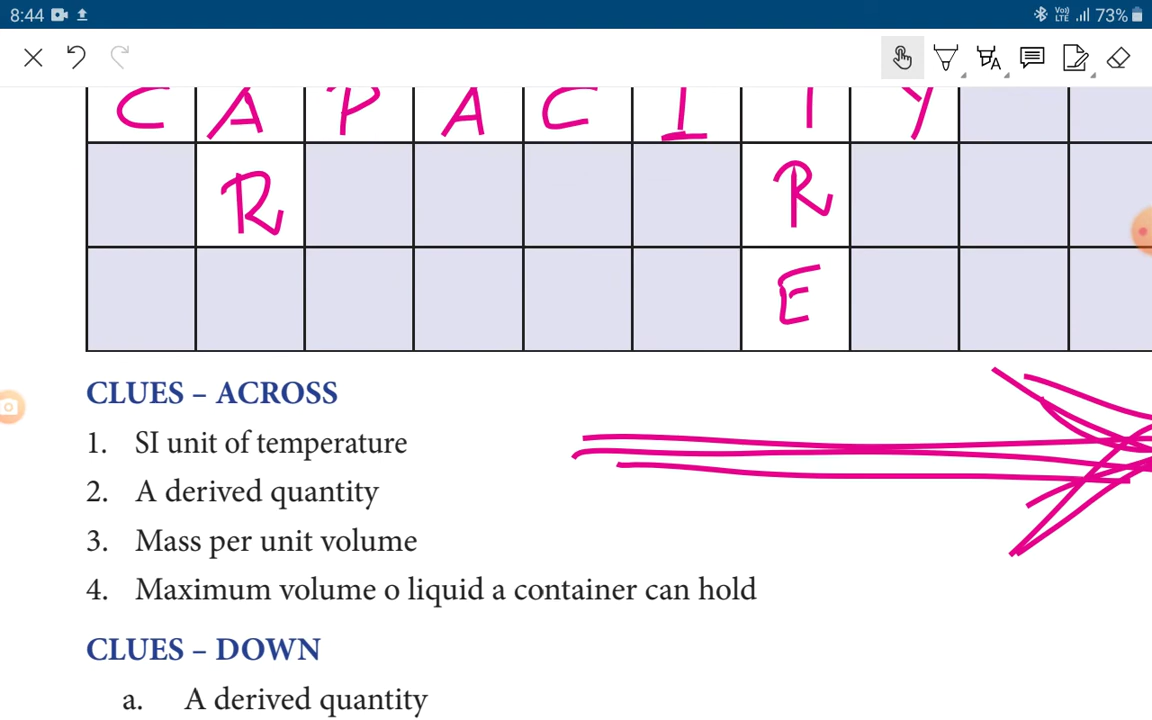 8:44 73%
C A P A C I T Y
R R
E
CLUES – ACROSS
1. SI unit of temperature
2. A derived quantity
3. Mass per unit volume
4. Maximum volume o liquid a container can hold
CLUES – DOWN
a. A derived quantity